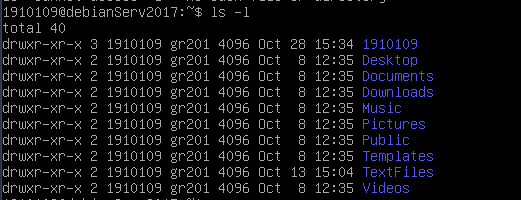 1910109@debianServ2017:~$ ls -l
total 40
drwxr-xr-x 3 1910109 gr201 4096 Oct 28 15:34 1910109
drwxr-xr-x 2 1910109 gr201 4096 Oct  8 12:35 Desktop
drwxr-xr-x 2 1910109 gr201 4096 Oct  8 12:35 Documents
drwxr-xr-x 2 1910109 gr201 4096 Oct  8 12:35 Downloads
drwxr-xr-x 2 1910109 gr201 4096 Oct  8 12:35 Music
drwxr-xr-x 2 1910109 gr201 4096 Oct  8 12:35 Pictures
drwxr-xr-x 2 1910109 gr201 4096 Oct  8 12:35 Public
drwxr-xr-x 2 1910109 gr201 4096 Oct  8 12:35 Templates
drwxr-xr-x 2 1910109 gr201 4096 Oct 13 15:04 TextFiles
drwxr-xr-x 2 1910109 gr201 4096 Oct  8 12:35 Videos